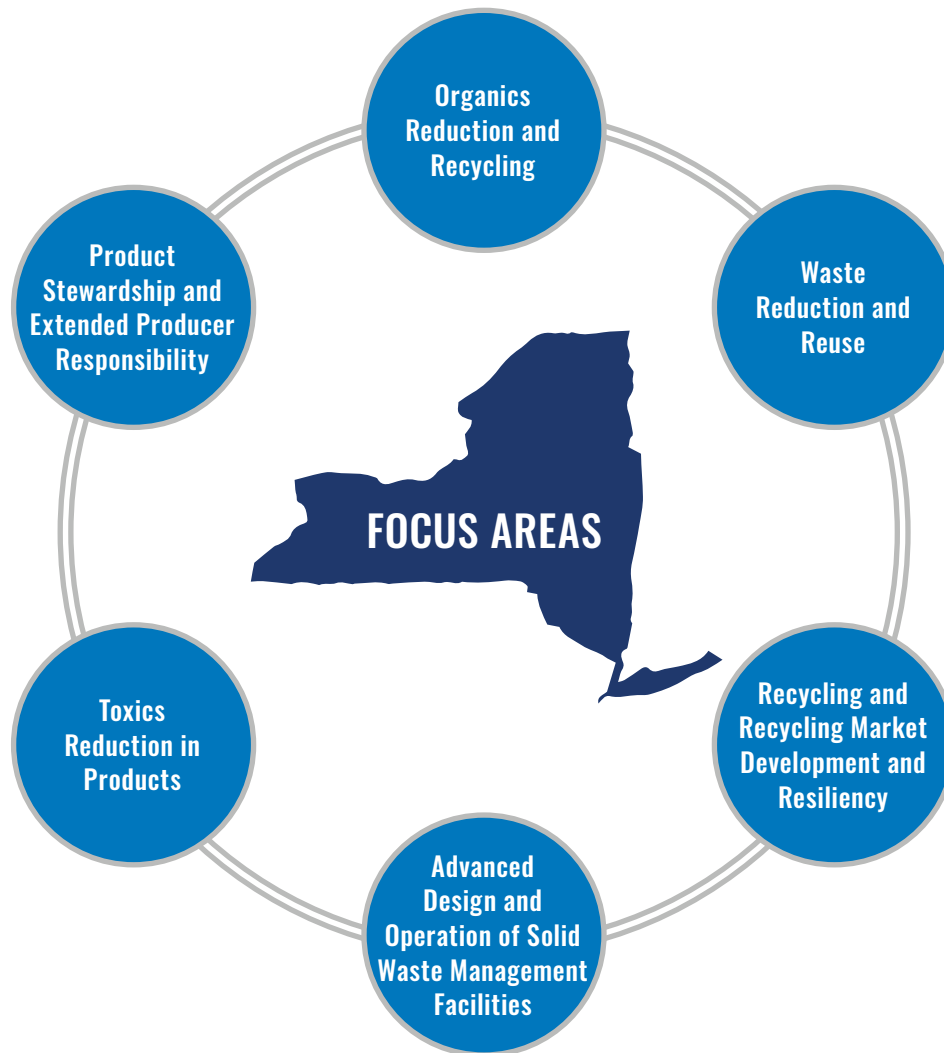 Organics
Reduction and
Recycling
Waste
Reduction and
Reuse
Recycling and
Recycling Market
Development and
Resiliency
Advanced
Design and
Operation of Solid
Waste Management
Facilities
Toxics
Reduction in
Products
Product
Stewardship and
Extended Producer
Responsibility
FOCUS AREAS